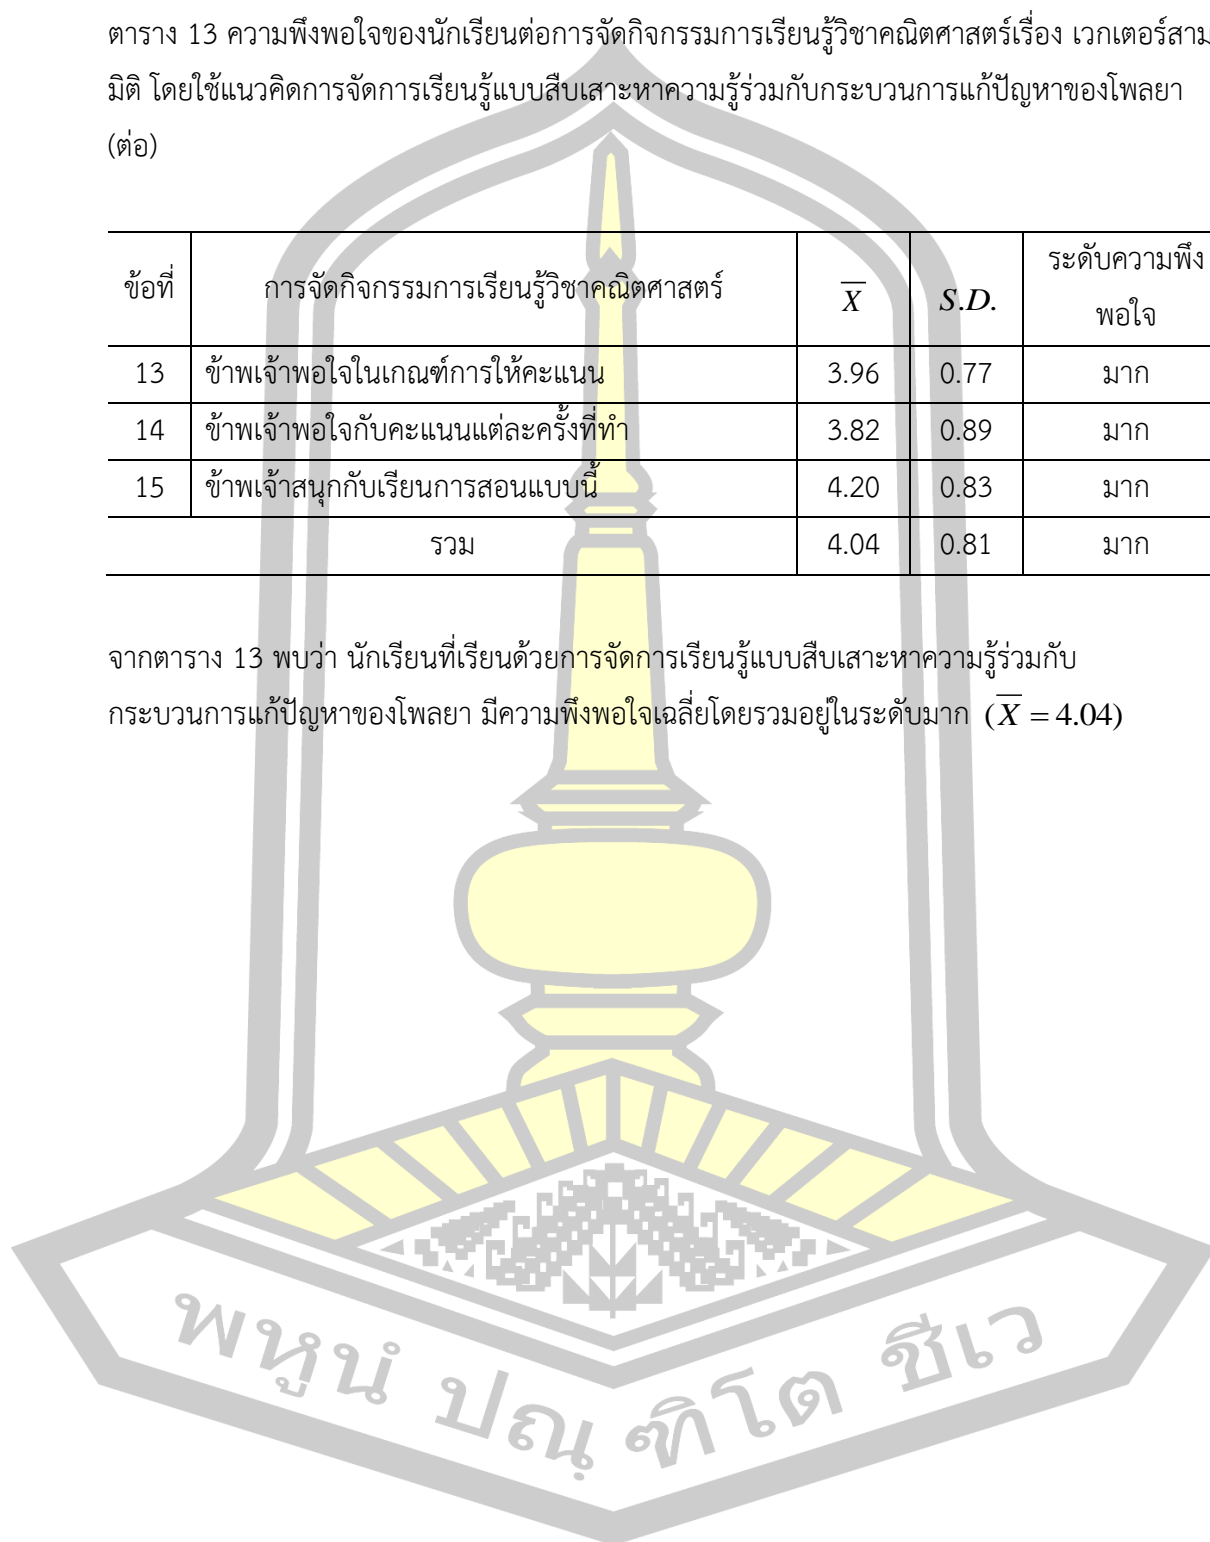 ตาราง 13 ความพึงพอใจของนักเรียนต่อการจัดกิจกรรมการเรียนรู้วิชาคณิตศาสตร์เรื่อง เวกเตอร์สาม
มิติ โดยใช้แนวคิดการจัดการเรียนรู้แบบสืบเสาะหาความรู้ร่วมกับกระบวนการแก้ปัญหาของโพลยา
(ต่อ)
ข้อที่ การจัดกิจกรรมการเรียนรู้วิชาคณิตศาสตร์ X̅ S.D. ระดับความพึง
พอใจ
13 ข้าพเจ้าพอใจในเกณฑ์การให้คะแนน 3.96 0.77 มาก
14 ข้าพเจ้าพอใจกับคะแนนแต่ละครั้งที่ทำ 3.82 0.89 มาก
15 ข้าพเจ้าสนุกกับเรียนการสอนแบบนี้ 4.20 0.83 มาก
รวม 4.04 0.81 มาก
จากตาราง 13 พบว่า นักเรียนที่เรียนด้วยการจัดการเรียนรู้แบบสืบเสาะหาความรู้ร่วมกับ
กระบวนการแก้ปัญหาของโพลยา มีความพึงพอใจเฉลี่ยโดยรวมอยู่ในระดับมาก (X̅ = 4.04)
พหูนํ ปณฺฑิโต ชีเว